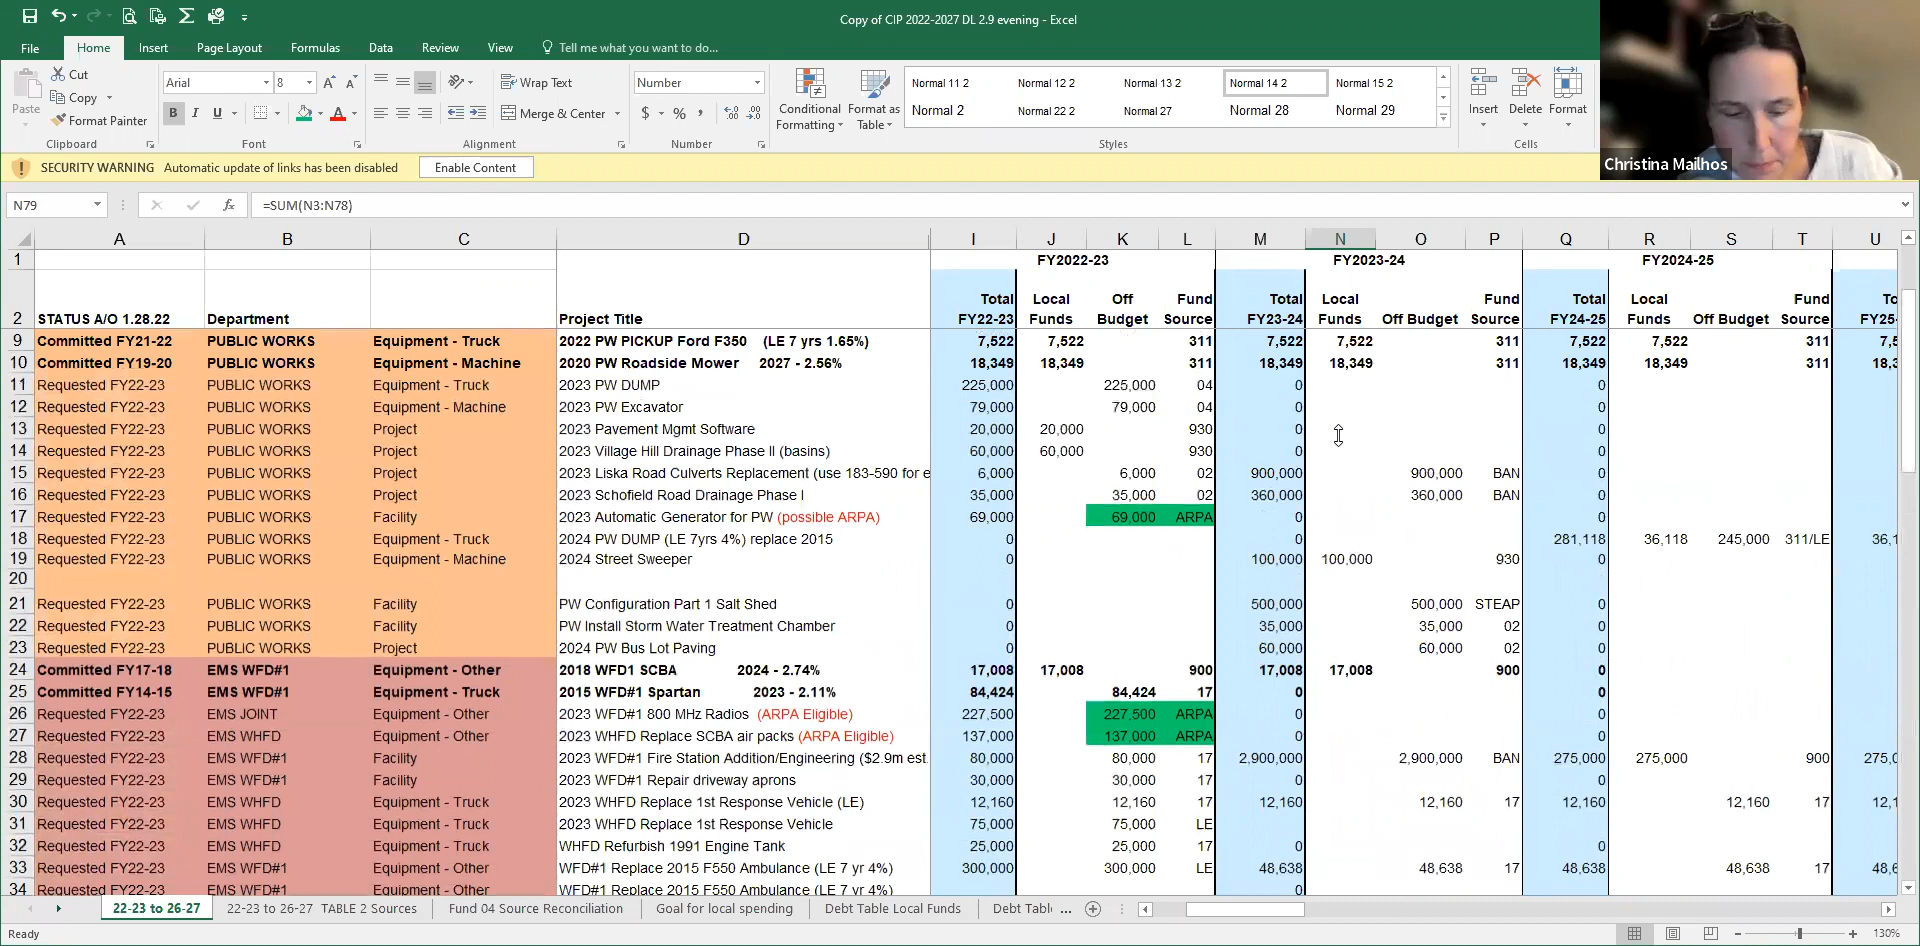 Copy of CIP 2022-2027 DL 2.9 evening - Excel
File Home Insert Page Layout Formulas Data Review View Tell me what you want to do...
Paste Cut Copy Format Painter Clipboard
Arial 8 B I U Font
Wrap Text Merge & Center Alignment
Number $ % , Number
Conditional Formatting Format as Table
Normal 11 2 Normal 12 2 Normal 13 2 Normal 14 2 Normal 15 2
Normal 2 Normal 22 2 Normal 27 Normal 28 Normal 29
Styles
Insert Delete Format
Cells
Christina Mailhos
SECURITY WARNING Automatic update of links has been disabled Enable Content
N79 fx =SUM(N3:N78)
A B C D I J K L M N O P Q R S T U
1 FY2022-23 FY2023-24 FY2024-25
Total Local Off Fund Total Local Fund Total Local Fund To
2 STATUS A/O 1.28.22 Department Project Title FY22-23 Funds Budget Source FY23-24 Funds Off Budget Source FY24-25 Funds Off Budget Source FY25-
9 Committed FY21-22 PUBLIC WORKS Equipment - Truck 2022 PW PICKUP Ford F350 (LE 7 yrs 1.65%) 7,522 7,522 311 7,522 7,522 311 7,522 7,522 311 7,5
10 Committed FY19-20 PUBLIC WORKS Equipment - Machine 2020 PW Roadside Mower 2027 - 2.56% 18,349 18,349 311 18,349 18,349 311 18,349 18,349 311 18,3
11 Requested FY22-23 PUBLIC WORKS Equipment - Truck 2023 PW DUMP 225,000 225,000 04 0 0
12 Requested FY22-23 PUBLIC WORKS Equipment - Machine 2023 PW Excavator 79,000 79,000 04 0 0
13 Requested FY22-23 PUBLIC WORKS Project 2023 Pavement Mgmt Software 20,000 20,000 930 0 0
14 Requested FY22-23 PUBLIC WORKS Project 2023 Village Hill Drainage Phase II (basins) 60,000 60,000 930 0 0
15 Requested FY22-23 PUBLIC WORKS Project 2023 Liska Road Culverts Replacement (use 183-590 for e 6,000 6,000 02 900,000 900,000 BAN 0
16 Requested FY22-23 PUBLIC WORKS Project 2023 Schofield Road Drainage Phase I 35,000 35,000 02 360,000 360,000 BAN 0
17 Requested FY22-23 PUBLIC WORKS Facility 2023 Automatic Generator for PW (possible ARPA) 69,000 69,000 ARPA 0 0
18 Requested FY22-23 PUBLIC WORKS Equipment - Truck 2024 PW DUMP (LE 7yrs 4%) replace 2015 0 0 281,118 36,118 245,000 311/LE 36,1
19 Requested FY22-23 PUBLIC WORKS Equipment - Machine 2024 Street Sweeper 100,000 100,000 930 0
20
21 Requested FY22-23 PUBLIC WORKS Facility PW Configuration Part 1 Salt Shed 0 500,000 500,000 STEAP 0
22 Requested FY22-23 PUBLIC WORKS Facility PW Install Storm Water Treatment Chamber 0 35,000 35,000 02 0
23 Requested FY22-23 PUBLIC WORKS Project 2024 PW Bus Lot Paving 0 60,000 60,000 02 0
24 Committed FY17-18 EMS WFD#1 Equipment - Other 2018 WFD1 SCBA 2024 - 2.74% 17,008 17,008 900 17,008 17,008 900 0
25 Committed FY14-15 EMS WFD#1 Equipment - Truck 2015 WFD#1 Spartan 2023 - 2.11% 84,424 84,424 17 0 0
26 Requested FY22-23 EMS JOINT Equipment - Other 2023 WFD#1 800 MHz Radios (ARPA Eligible) 227,500 227,500 ARPA 0 0
27 Requested FY22-23 EMS WHFD Equipment - Other 2023 WHFD Replace SCBA air packs (ARPA Eligible) 137,000 137,000 ARPA 0 0
28 Requested FY22-23 EMS WFD#1 Facility 2023 WFD#1 Fire Station Addition/Engineering ($2.9m est. 80,000 80,000 17 2,900,000 2,900,000 BAN 275,000 275,000 900 275,0
29 Requested FY22-23 EMS WFD#1 Facility 2023 WFD#1 Repair driveway aprons 30,000 30,000 17 0 0
30 Requested FY22-23 EMS WHFD Equipment - Truck 2023 WHFD Replace 1st Response Vehicle (LE) 12,160 12,160 17 12,160 12,160 17 12,160 12,160 17 12,1
31 Requested FY22-23 EMS WHFD Equipment - Truck 2023 WHFD Replace 1st Response Vehicle 75,000 75,000 LE
32 Requested FY22-23 EMS WHFD Equipment - Truck WHFD Refurbish 1991 Engine Tank 25,000 25,000 17 0 0
33 Requested FY22-23 EMS WFD#1 Equipment - Other WFD#1 Replace 2015 F550 Ambulance (LE 7 yr 4%) 300,000 300,000 LE 48,638 48,638 17 48,638 48,638 17 48,6
34 Requested FY22-23 EMS WFD#1 Equipment - Other WFD#1 Replace 2015 F550 Ambulance (LE 7 yr 4%) 0
22-23 to 26-27 22-23 to 26-27 TABLE 2 Sources Fund 04 Source Reconciliation Goal for local spending Debt Table Local Funds Debt Tabl ...
Ready 130%